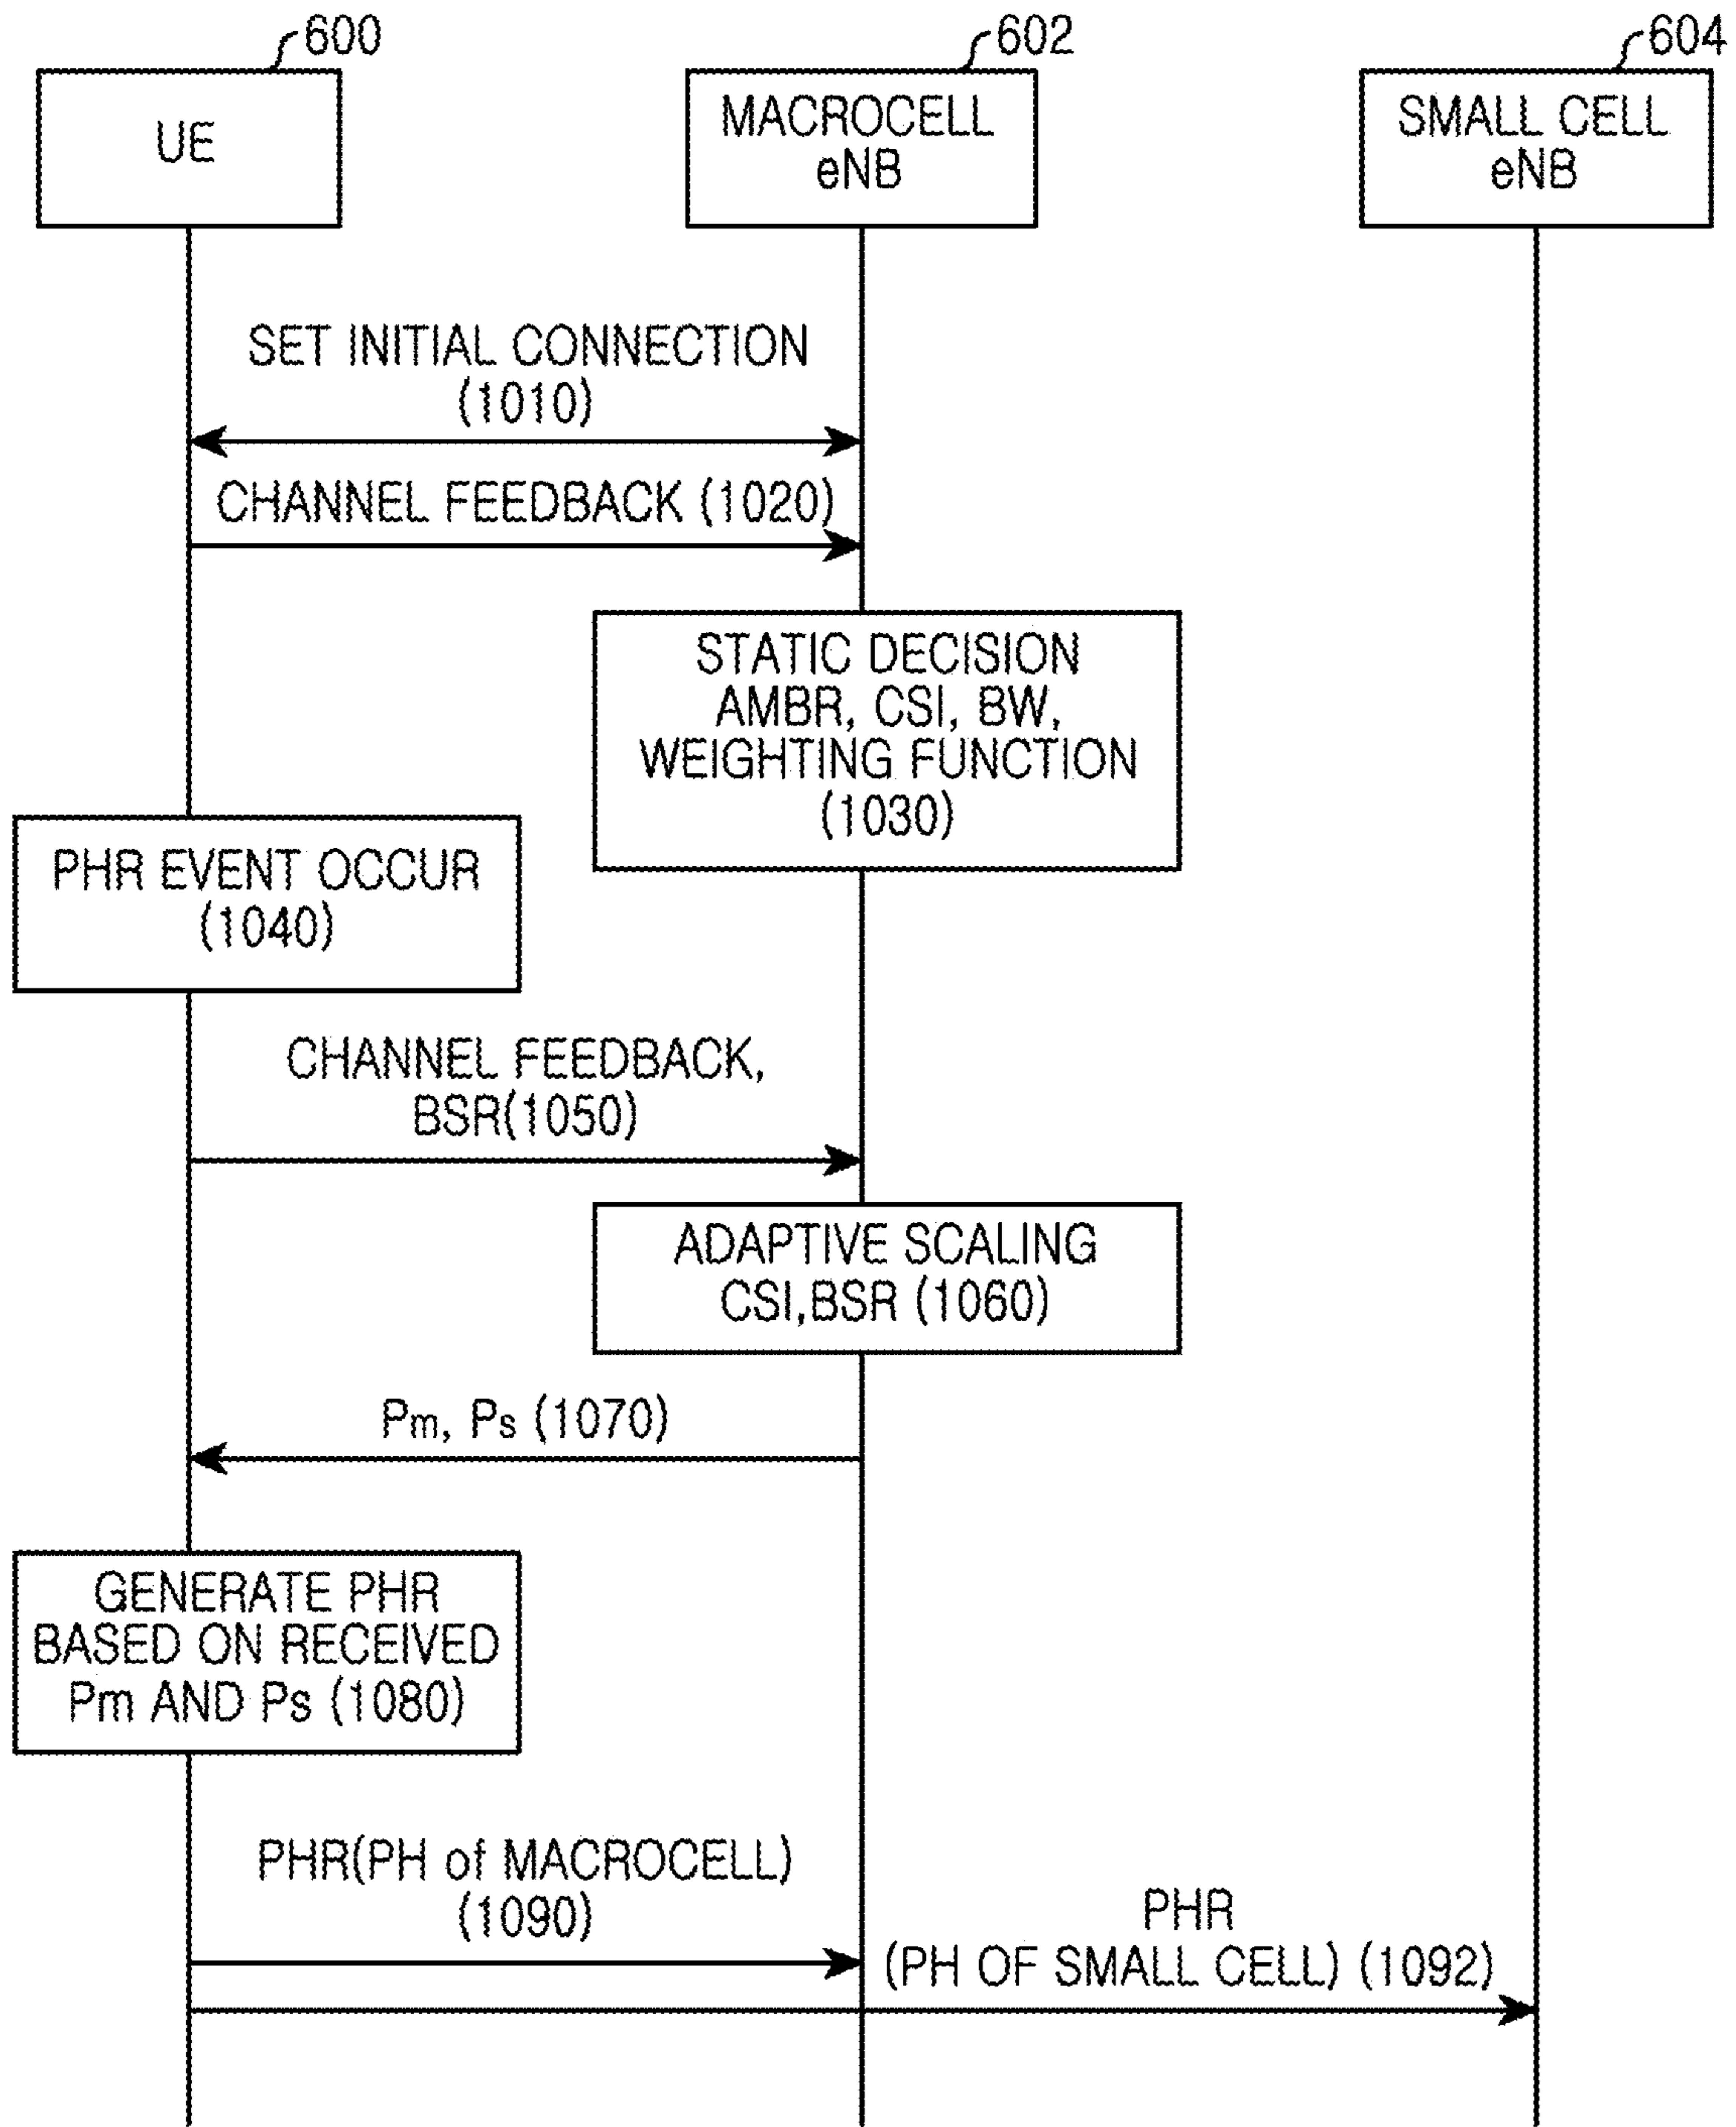 600
602
604
UE
MACROCELL
eNB
SMALL CELL
eNB
SET INITIAL CONNECTION
(1010)
CHANNEL FEEDBACK (1020)
STATIC DECISION
AMBR, CSI, BW,
WEIGHTING FUNCTION
(1030)
PHR EVENT OCCUR
(1040)
CHANNEL FEEDBACK,
BSR(1050)
ADAPTIVE SCALING
CSI,BSR (1060)
Pm, Ps (1070)
GENERATE PHR
BASED ON RECEIVED
Pm AND Ps (1080)
PHR(PH of MACROCELL)
(1090)
PHR
(PH OF SMALL CELL) (1092)